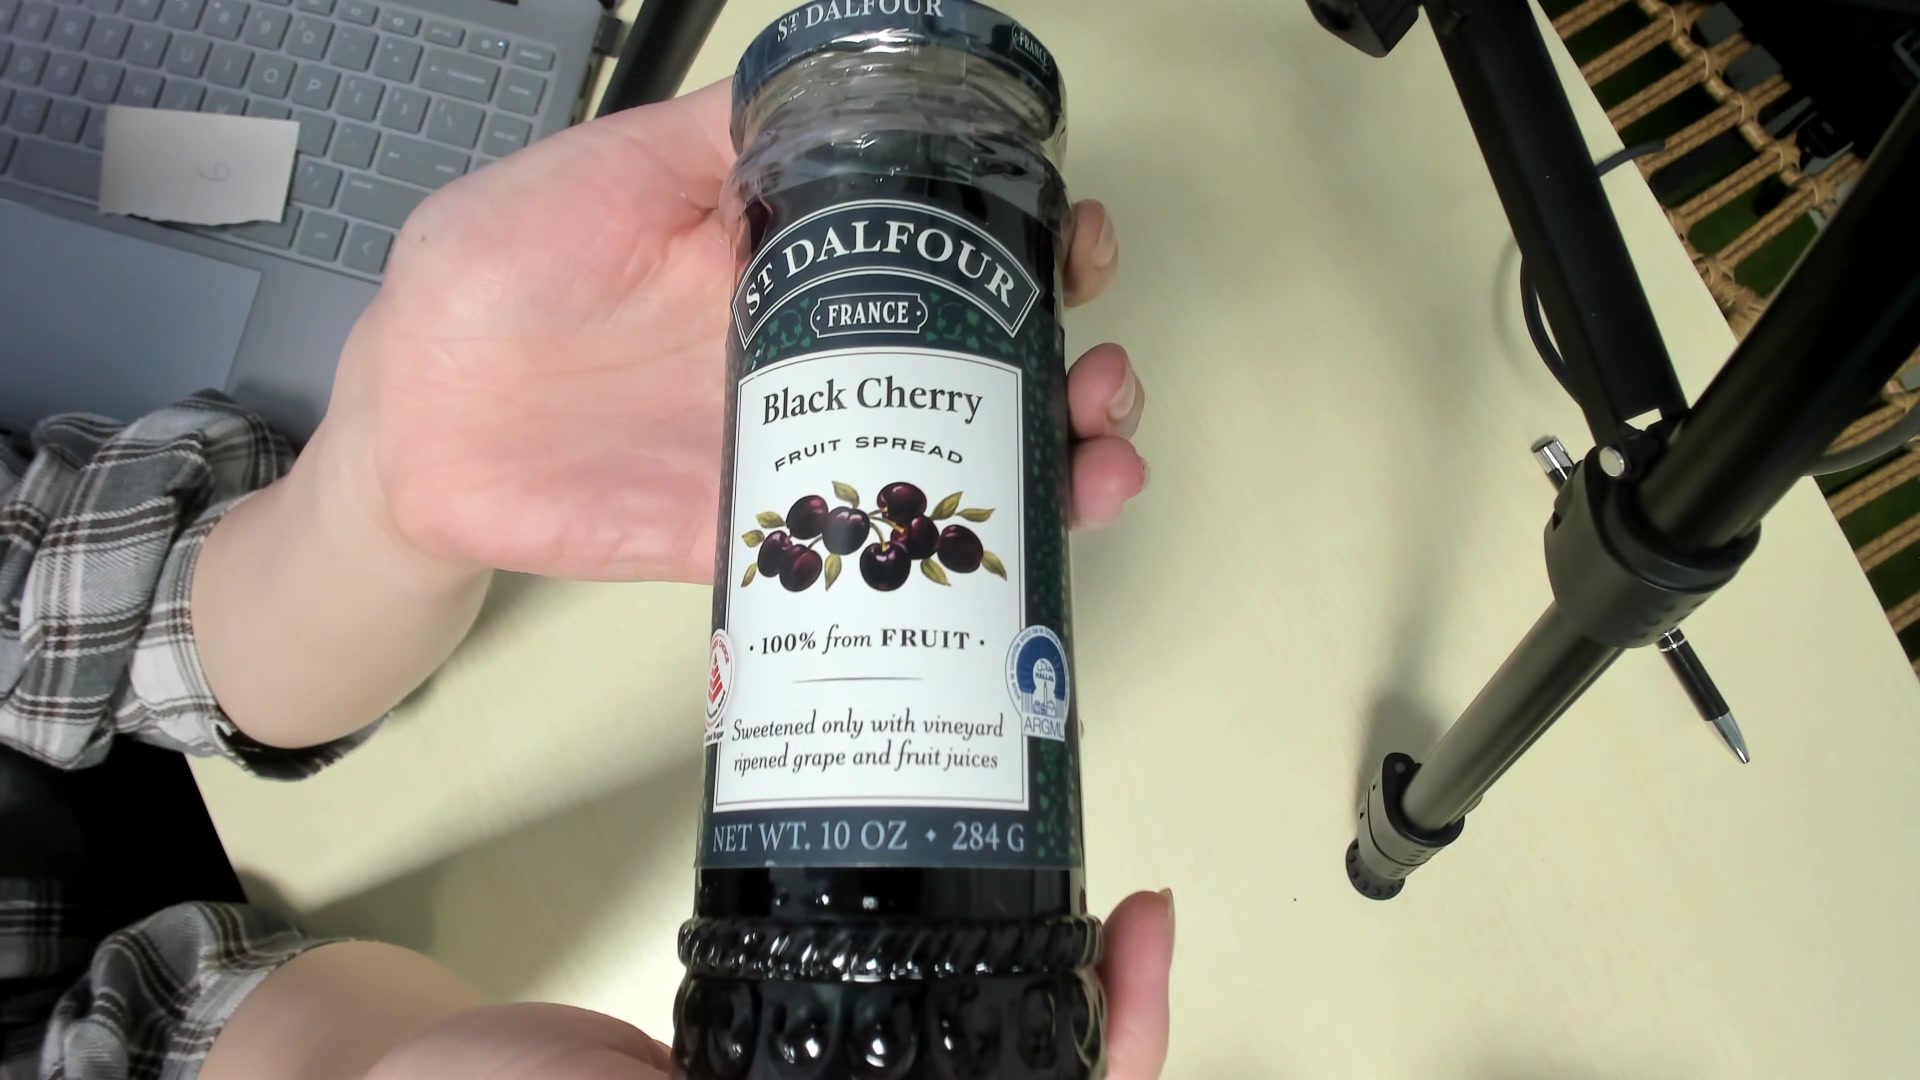 ST DALFOUR
FRANCE
ST DALFOUR
FRANCE
Black Cherry
FRUIT SPREAD
· 100% from FRUIT ·
Sweetened only with vineyard
ripened grape and fruit juices
ARGML
NET WT. 10 OZ • 284 G